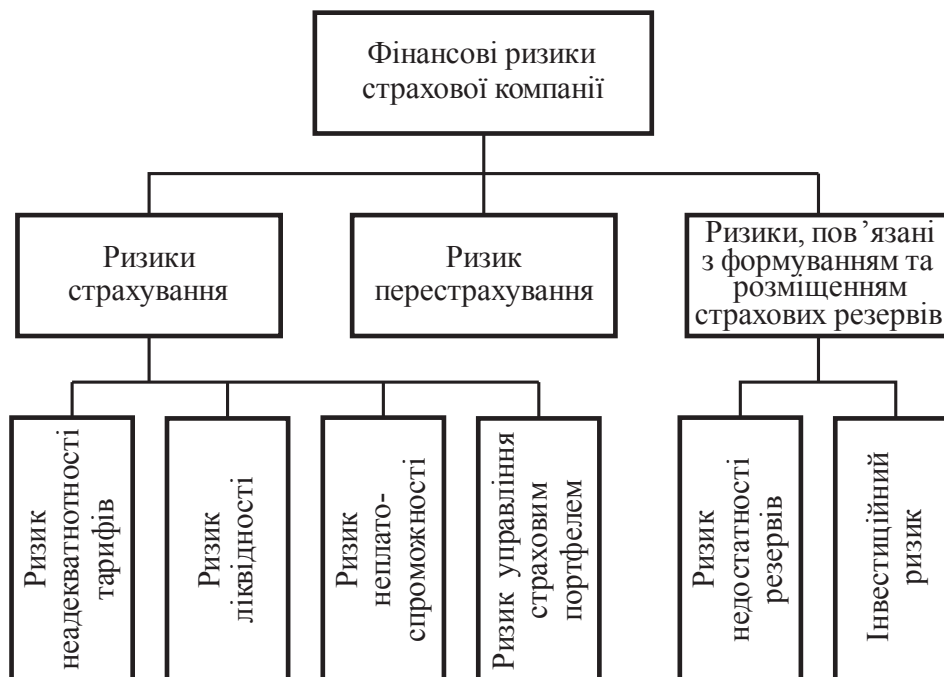 Фінансові ризики
страхової компанії
Ризики
страхування
Ризик
перестрахування
Ризики, пов’язані
з формуванням та
розміщенням
страхових резервів
Ризик
неадекватнотності
тарифів
Ризик
ліквідності
Ризик
неплато-
спроможності
Ризик управління
страховим
портфелем
Ризик
недостатності
резервів
Інвестиційний
ризик